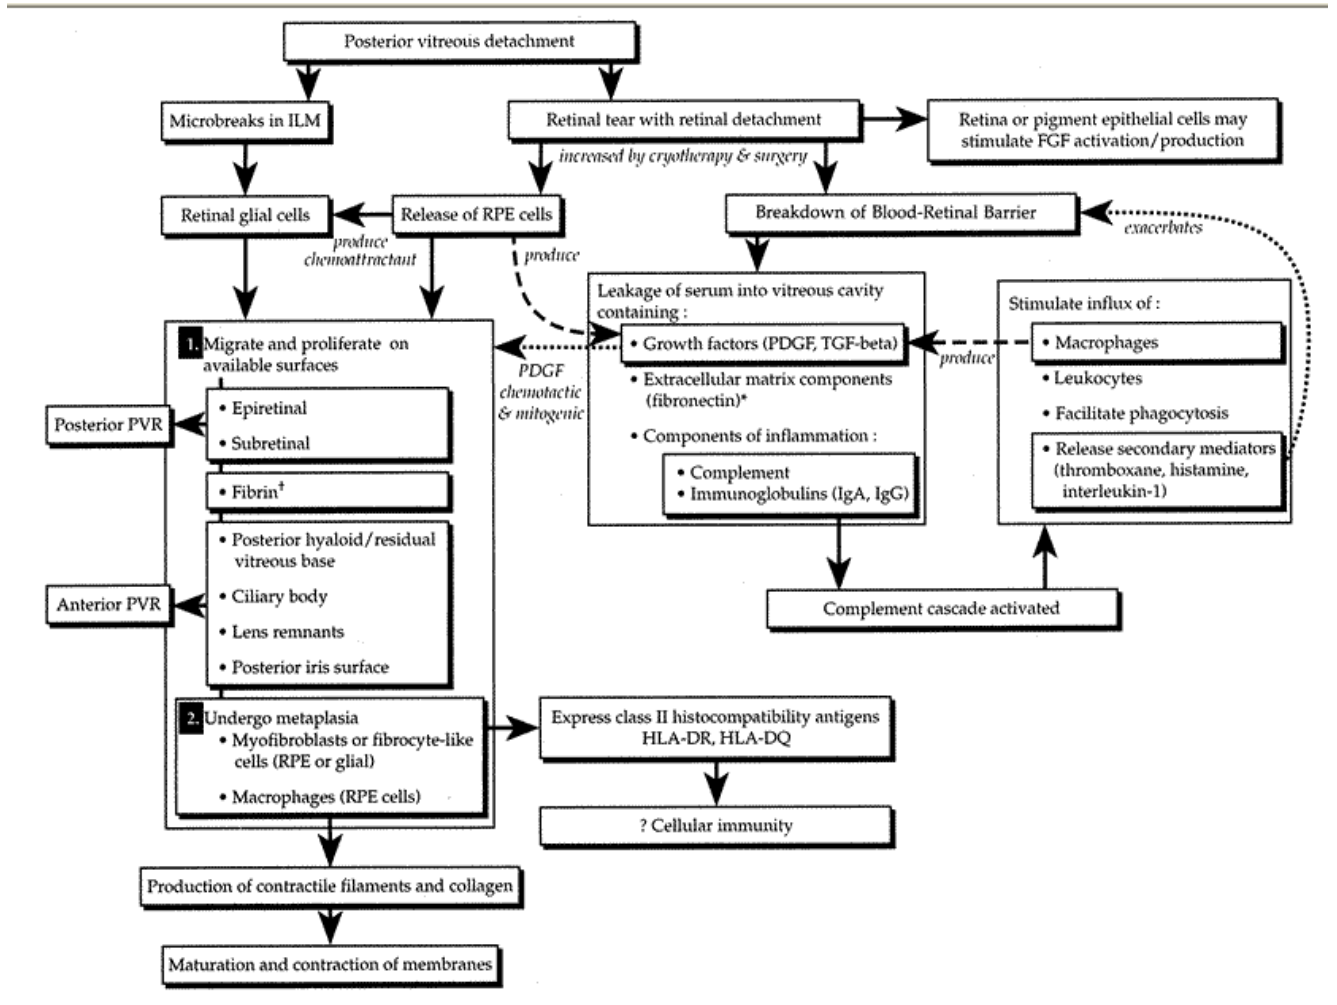 Posterior vitreous detachment
Microbreaks in ILM
Retinal tear with retinal detachment
Retina or pigment epithelial cells may
stimulate FGF activation/production
increased by cryotherapy & surgery
Retinal glial cells
Release of RPE cells
Breakdown of Blood-Retinal Barrier
produce
chemoattractant
produce
exacerbates
Leakage of serum into vitreous cavity
containing :
• Growth factors (PDGF, TGF-beta)
• Extracellular matrix components
(fibronectin)*
• Components of inflammation :
• Complement
• Immunoglobulins (IgA, IgG)
Stimulate influx of :
• Macrophages
• Leukocytes
• Facilitate phagocytosis
• Release secondary mediators
(thromboxane, histamine,
interleukin-1)
produce
PDGF
chemotactic
& mitogenic
Complement cascade activated
1. Migrate and proliferate on
available surfaces
• Epiretinal
• Subretinal
Posterior PVR
• Fibrin†
• Posterior hyaloid/residual
vitreous base
• Ciliary body
• Lens remnants
• Posterior iris surface
Anterior PVR
2. Undergo metaplasia
• Myofibroblasts or fibrocyte-like
cells (RPE or glial)
• Macrophages (RPE cells)
Express class II histocompatibility antigens
HLA-DR, HLA-DQ
? Cellular immunity
Production of contractile filaments and collagen
Maturation and contraction of membranes